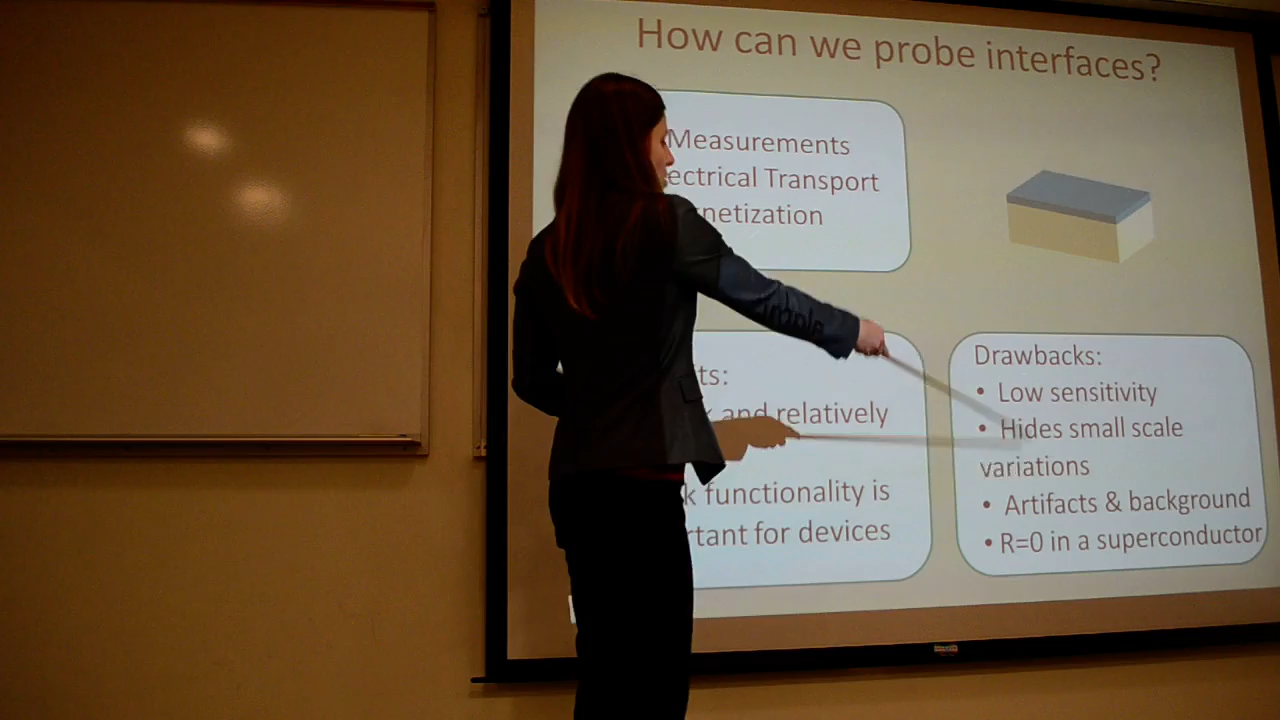 How can we probe interfaces?
Measurements
ectrical Transport
netization
ts:
and relatively
k functionality is
rtant for devices
Drawbacks:
• Low sensitivity
• Hides small scale
variations
• Artifacts & background
• R=0 in a superconductor